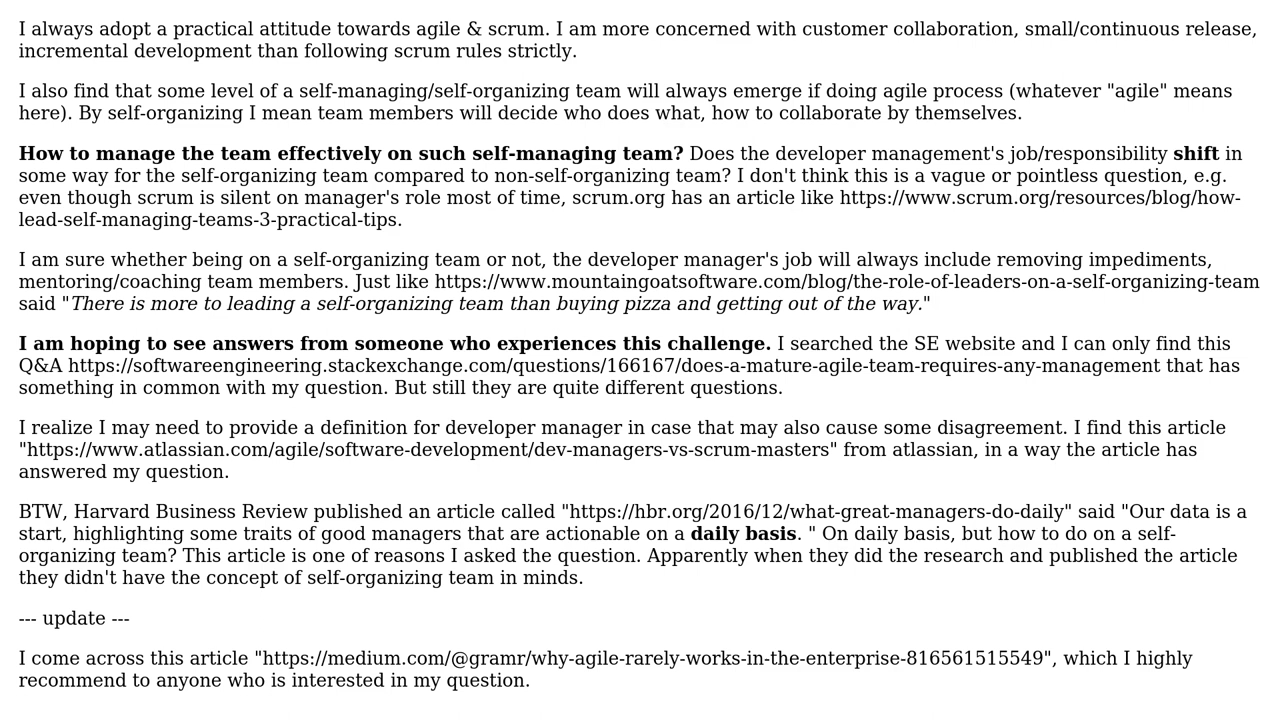 I always adopt a practical attitude towards agile & scrum. I am more concerned with customer collaboration, small/continuous release,
incremental development than following scrum rules strictly.
I also find that some level of a self-managing/self-organizing team will always emerge if doing agile process (whatever "agile" means
here). By self-organizing I mean team members will decide who does what, how to collaborate by themselves.
How to manage the team effectively on such self-managing team? Does the developer management's job/responsibility shift in
some way for the self-organizing team compared to non-self-organizing team? I don't think this is a vague or pointless question, e.g.
even though scrum is silent on manager's role most of time, scrum.org has an article like https://www.scrum.org/resources/blog/how-
lead-self-managing-teams-3-practical-tips.
I am sure whether being on a self-organizing team or not, the developer manager's job will always include removing impediments,
mentoring/coaching team members. Just like https://www.mountaingoatsoftware.com/blog/the-role-of-leaders-on-a-self-organizing-team
said "There is more to leading a self-organizing team than buying pizza and getting out of the way."
I am hoping to see answers from someone who experiences this challenge. I searched the SE website and I can only find this
Q&A https://softwareengineering.stackexchange.com/questions/166167/does-a-mature-agile-team-requires-any-management that has
something in common with my question. But still they are quite different questions.
I realize I may need to provide a definition for developer manager in case that may also cause some disagreement. I find this article
"https://www.atlassian.com/agile/software-development/dev-managers-vs-scrum-masters" from atlassian, in a way the article has
answered my question.
BTW, Harvard Business Review published an article called "https://hbr.org/2016/12/what-great-managers-do-daily" said "Our data is a
start, highlighting some traits of good managers that are actionable on a daily basis. " On daily basis, but how to do on a self-
organizing team? This article is one of reasons I asked the question. Apparently when they did the research and published the article
they didn't have the concept of self-organizing team in minds.
--- update ---
I come across this article "https://medium.com/@gramr/why-agile-rarely-works-in-the-enterprise-816561515549", which I highly
recommend to anyone who is interested in my question.